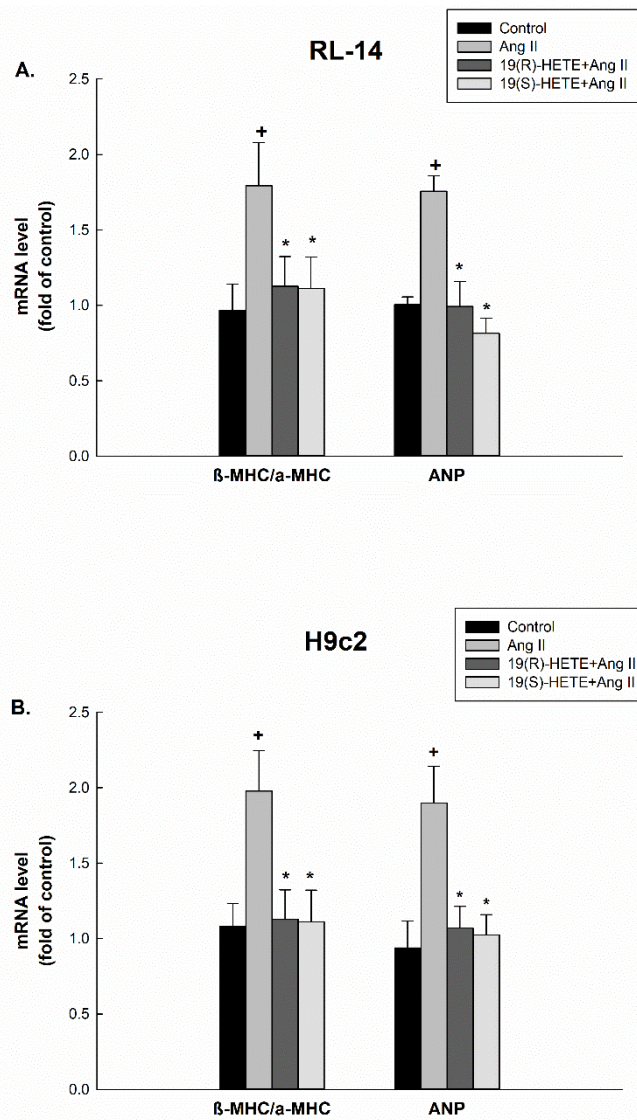 Control
Ang II
19(R)-HETE+Ang II
19(S)-HETE+Ang II
RL-14
A.
2.5
2.0
1.5
1.0
0.5
0.0
mRNA level
(fold of control)
+
*
*
+
*
*
ß-MHC/a-MHC
ANP
Control
Ang II
19(R)-HETE+Ang II
19(S)-HETE+Ang II
H9c2
B.
2.5
2.0
1.5
1.0
0.5
0.0
mRNA level
(fold of control)
+
*
*
+
*
*
ß-MHC/a-MHC
ANP